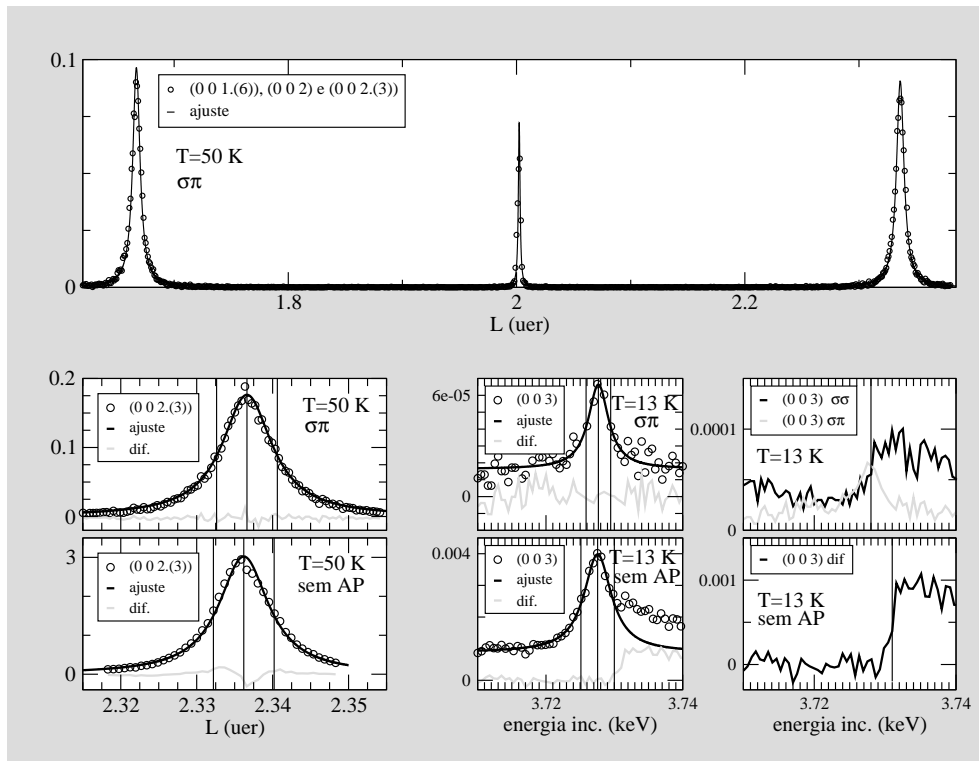 0.1
(0 0 1.(6)), (0 0 2) e (0 0 2.(3))
ajuste
T=50 K
σπ
0
1.8
2
2.2
L (uer)
0.2
0.1
0
(0 0 2.(3))
ajuste
dif.
T=50 K
σπ
3
0
(0 0 2.(3))
ajuste
dif.
T=50 K
sem AP
2.32
2.33
2.34
2.35
L (uer)
6e-05
0
(0 0 3)
ajuste
dif.
T=13 K
σπ
0.004
0.002
0
(0 0 3)
ajuste
dif.
T=13 K
sem AP
3.72
3.74
energia inc. (keV)
0.0001
0
(0 0 3) σσ
(0 0 3) σπ
T=13 K
0.001
0
(0 0 3) dif
T=13 K
sem AP
3.72
3.74
energia inc. (keV)